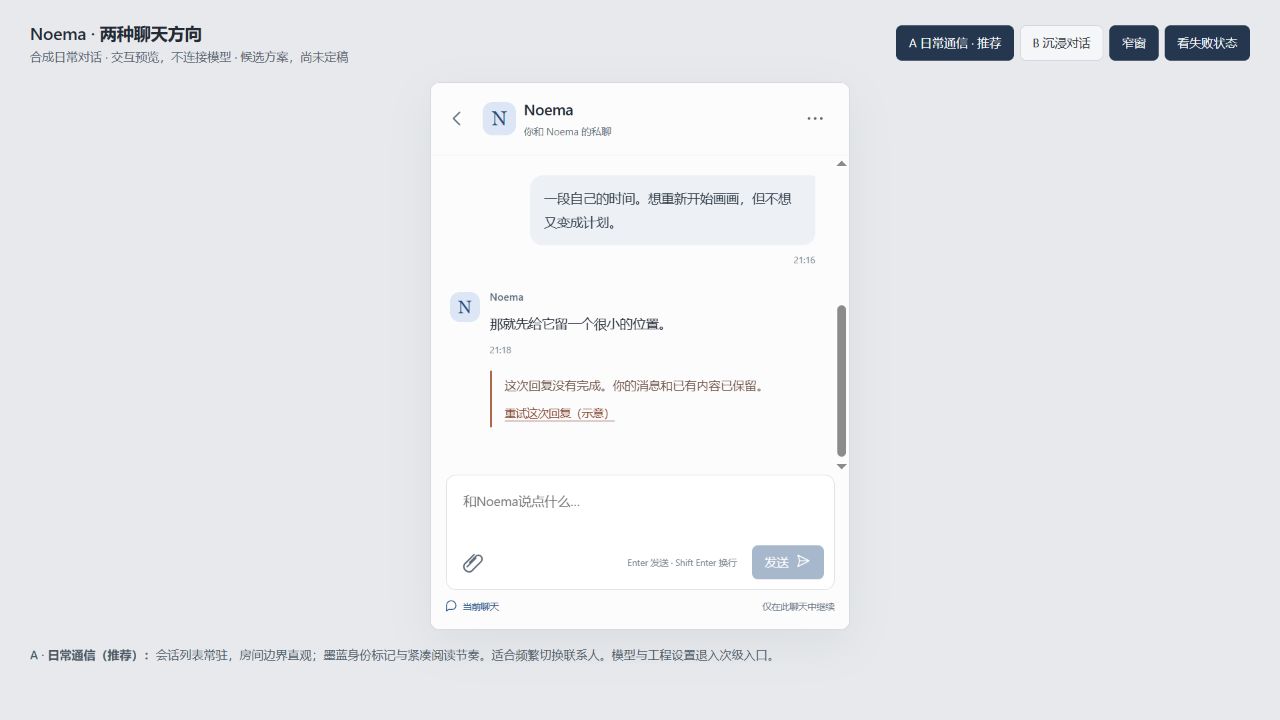 Noema · 两种聊天方向
合成日常对话 · 交互预览，不连接模型 · 候选方案，尚未定稿
A 日常通信 · 推荐
B 沉浸对话
窄窗
看失败状态
N
Noema
你和 Noema 的私聊
一段自己的时间。想重新开始画画，但不想
又变成计划。
21:16
N
Noema
那就先给它留一个很小的位置。
21:18
这次回复没有完成。你的消息和已有内容已保留。
重试这次回复（示意）
和Noema说点什么...
Enter 发送 · Shift Enter 换行
发送
当前聊天
仅在此聊天中继续
A · 日常通信（推荐）：会话列表常驻，房间边界直观；墨蓝身份标记与紧凑阅读节奏。适合频繁切换联系人。模型与工程设置退入次级入口。